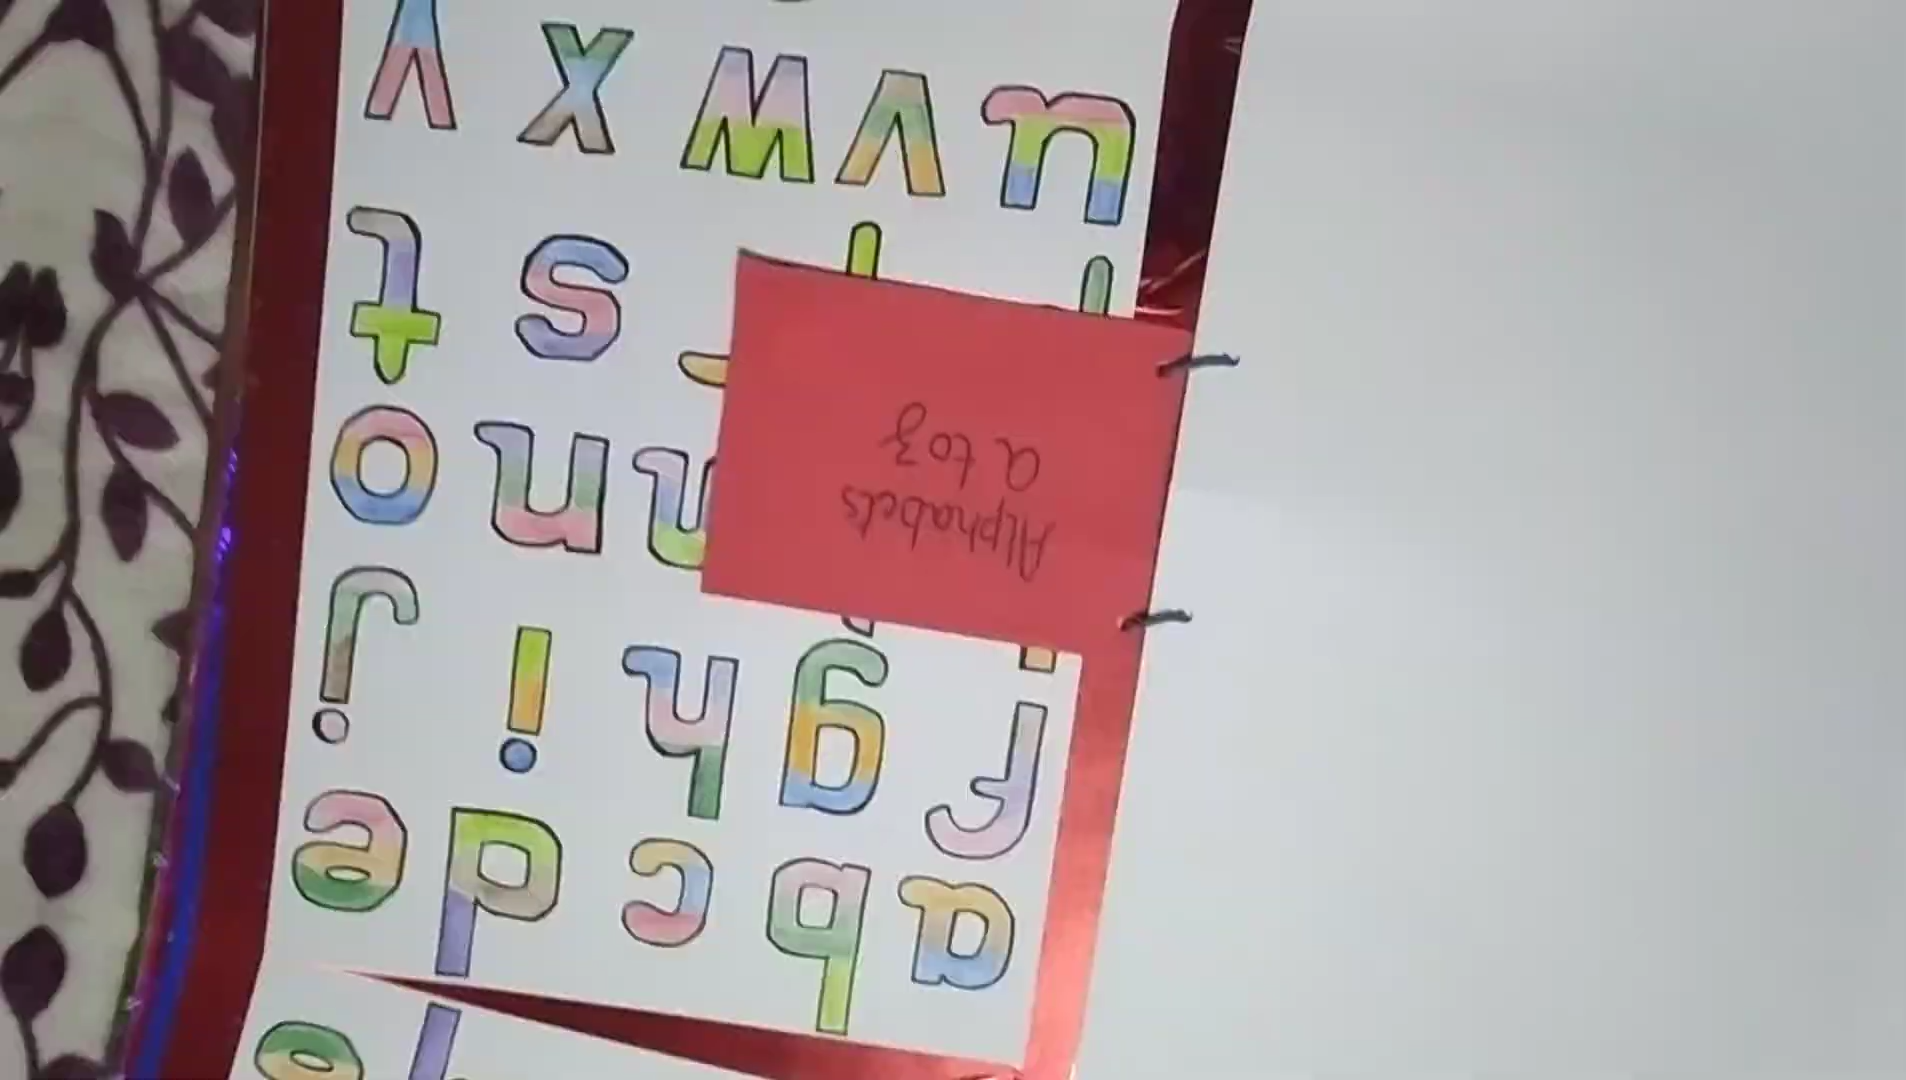 Alphabets
a to z
a b c d e
f g h i j
n o
s t
u v w x y
d e